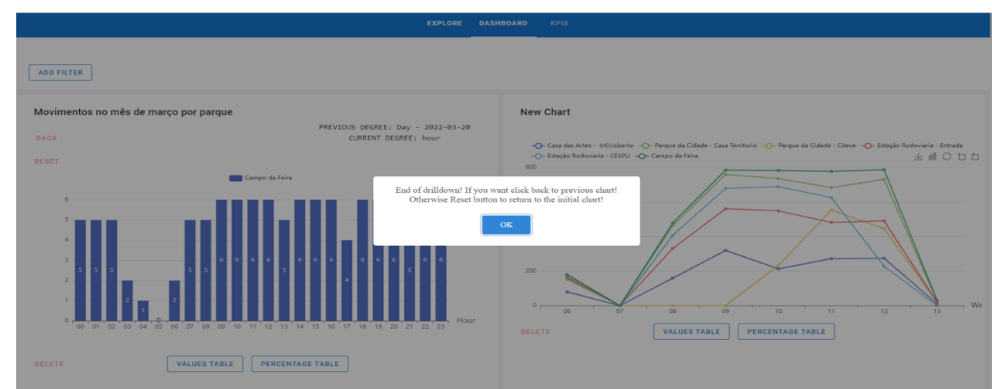 EXPLORE DASHBOARD KPIS
ADD FILTER
Movimentos no mês de março por parque
BACK
PREVIOUS DEGREE: Day - 2022-03-20
CURRENT DEGREE: hour
RESET
Campo da Feira
6
5
4
3
2
1
0
5 5 5 2 1 0 2 5 5 6 6 6 6 5 6 6 6 4 6 6 6 6
00 01 02 03 04 05 06 07 08 09 10 11 12 13 14 15 16 17 18 19 20 21 22 23 Hour
DELETE VALUES TABLE PERCENTAGE TABLE
New Chart
Casa das Artes - Inf/coberto Parque da Cidade - Casa Territorio Parque da Cidade - Citeve Estação Rodoviaria - Entrada
Estação Rodoviaria - CESPU Campo da Feira
800
200
0
06 07 08 09 10 11 12 13 We
DELETE VALUES TABLE PERCENTAGE TABLE
End of drilldown! If you want click back to previous chart!
Otherwise Reset button to return to the initial chart!
OK